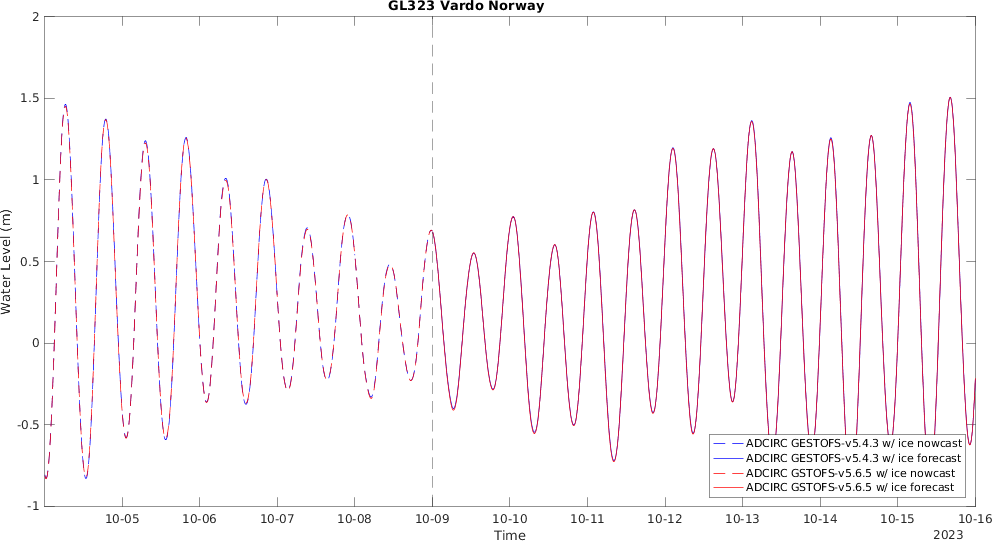 GL323 Vardo Norway
2
1.5
1
0.5
0
-0.5
-1
Water Level (m)
ADCIRC GESTOFS-v5.4.3 w/ ice nowcast
ADCIRC GESTOFS-v5.4.3 w/ ice forecast
ADCIRC GSTOFS-v5.6.5 w/ ice nowcast
ADCIRC GSTOFS-v5.6.5 w/ ice forecast
10-05 10-06 10-07 10-08 10-09 10-10 10-11 10-12 10-13 10-14 10-15 10-16
Time
2023